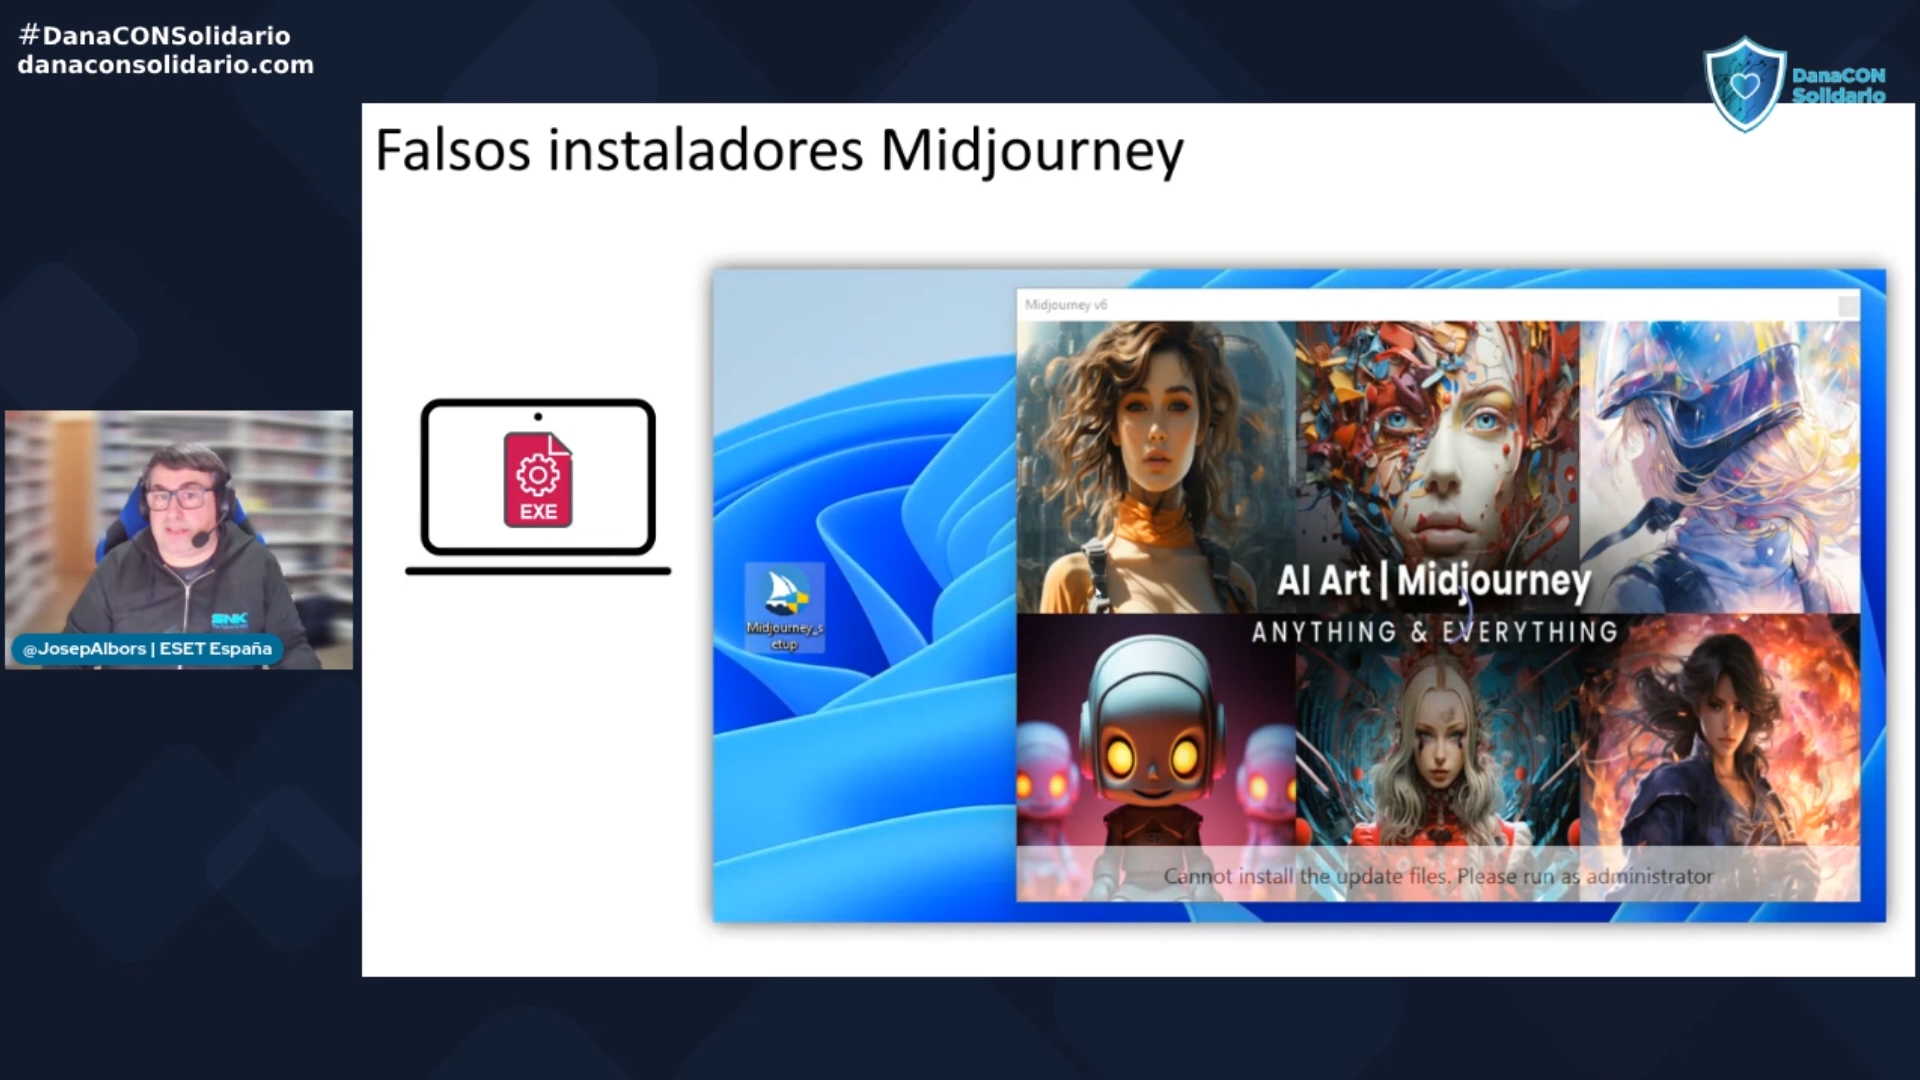 #DanaCONSolidario
danaconsolidario.com
DanaCON
Solidario
Falsos instaladores Midjourney
Midjourney v6
EXE
AI Art | Midjourney
ANYTHING & EVERYTHING
Midjourney_s
etup
SNK
@JosepAlbors | ESET España
Cannot install the update files. Please run as administrator